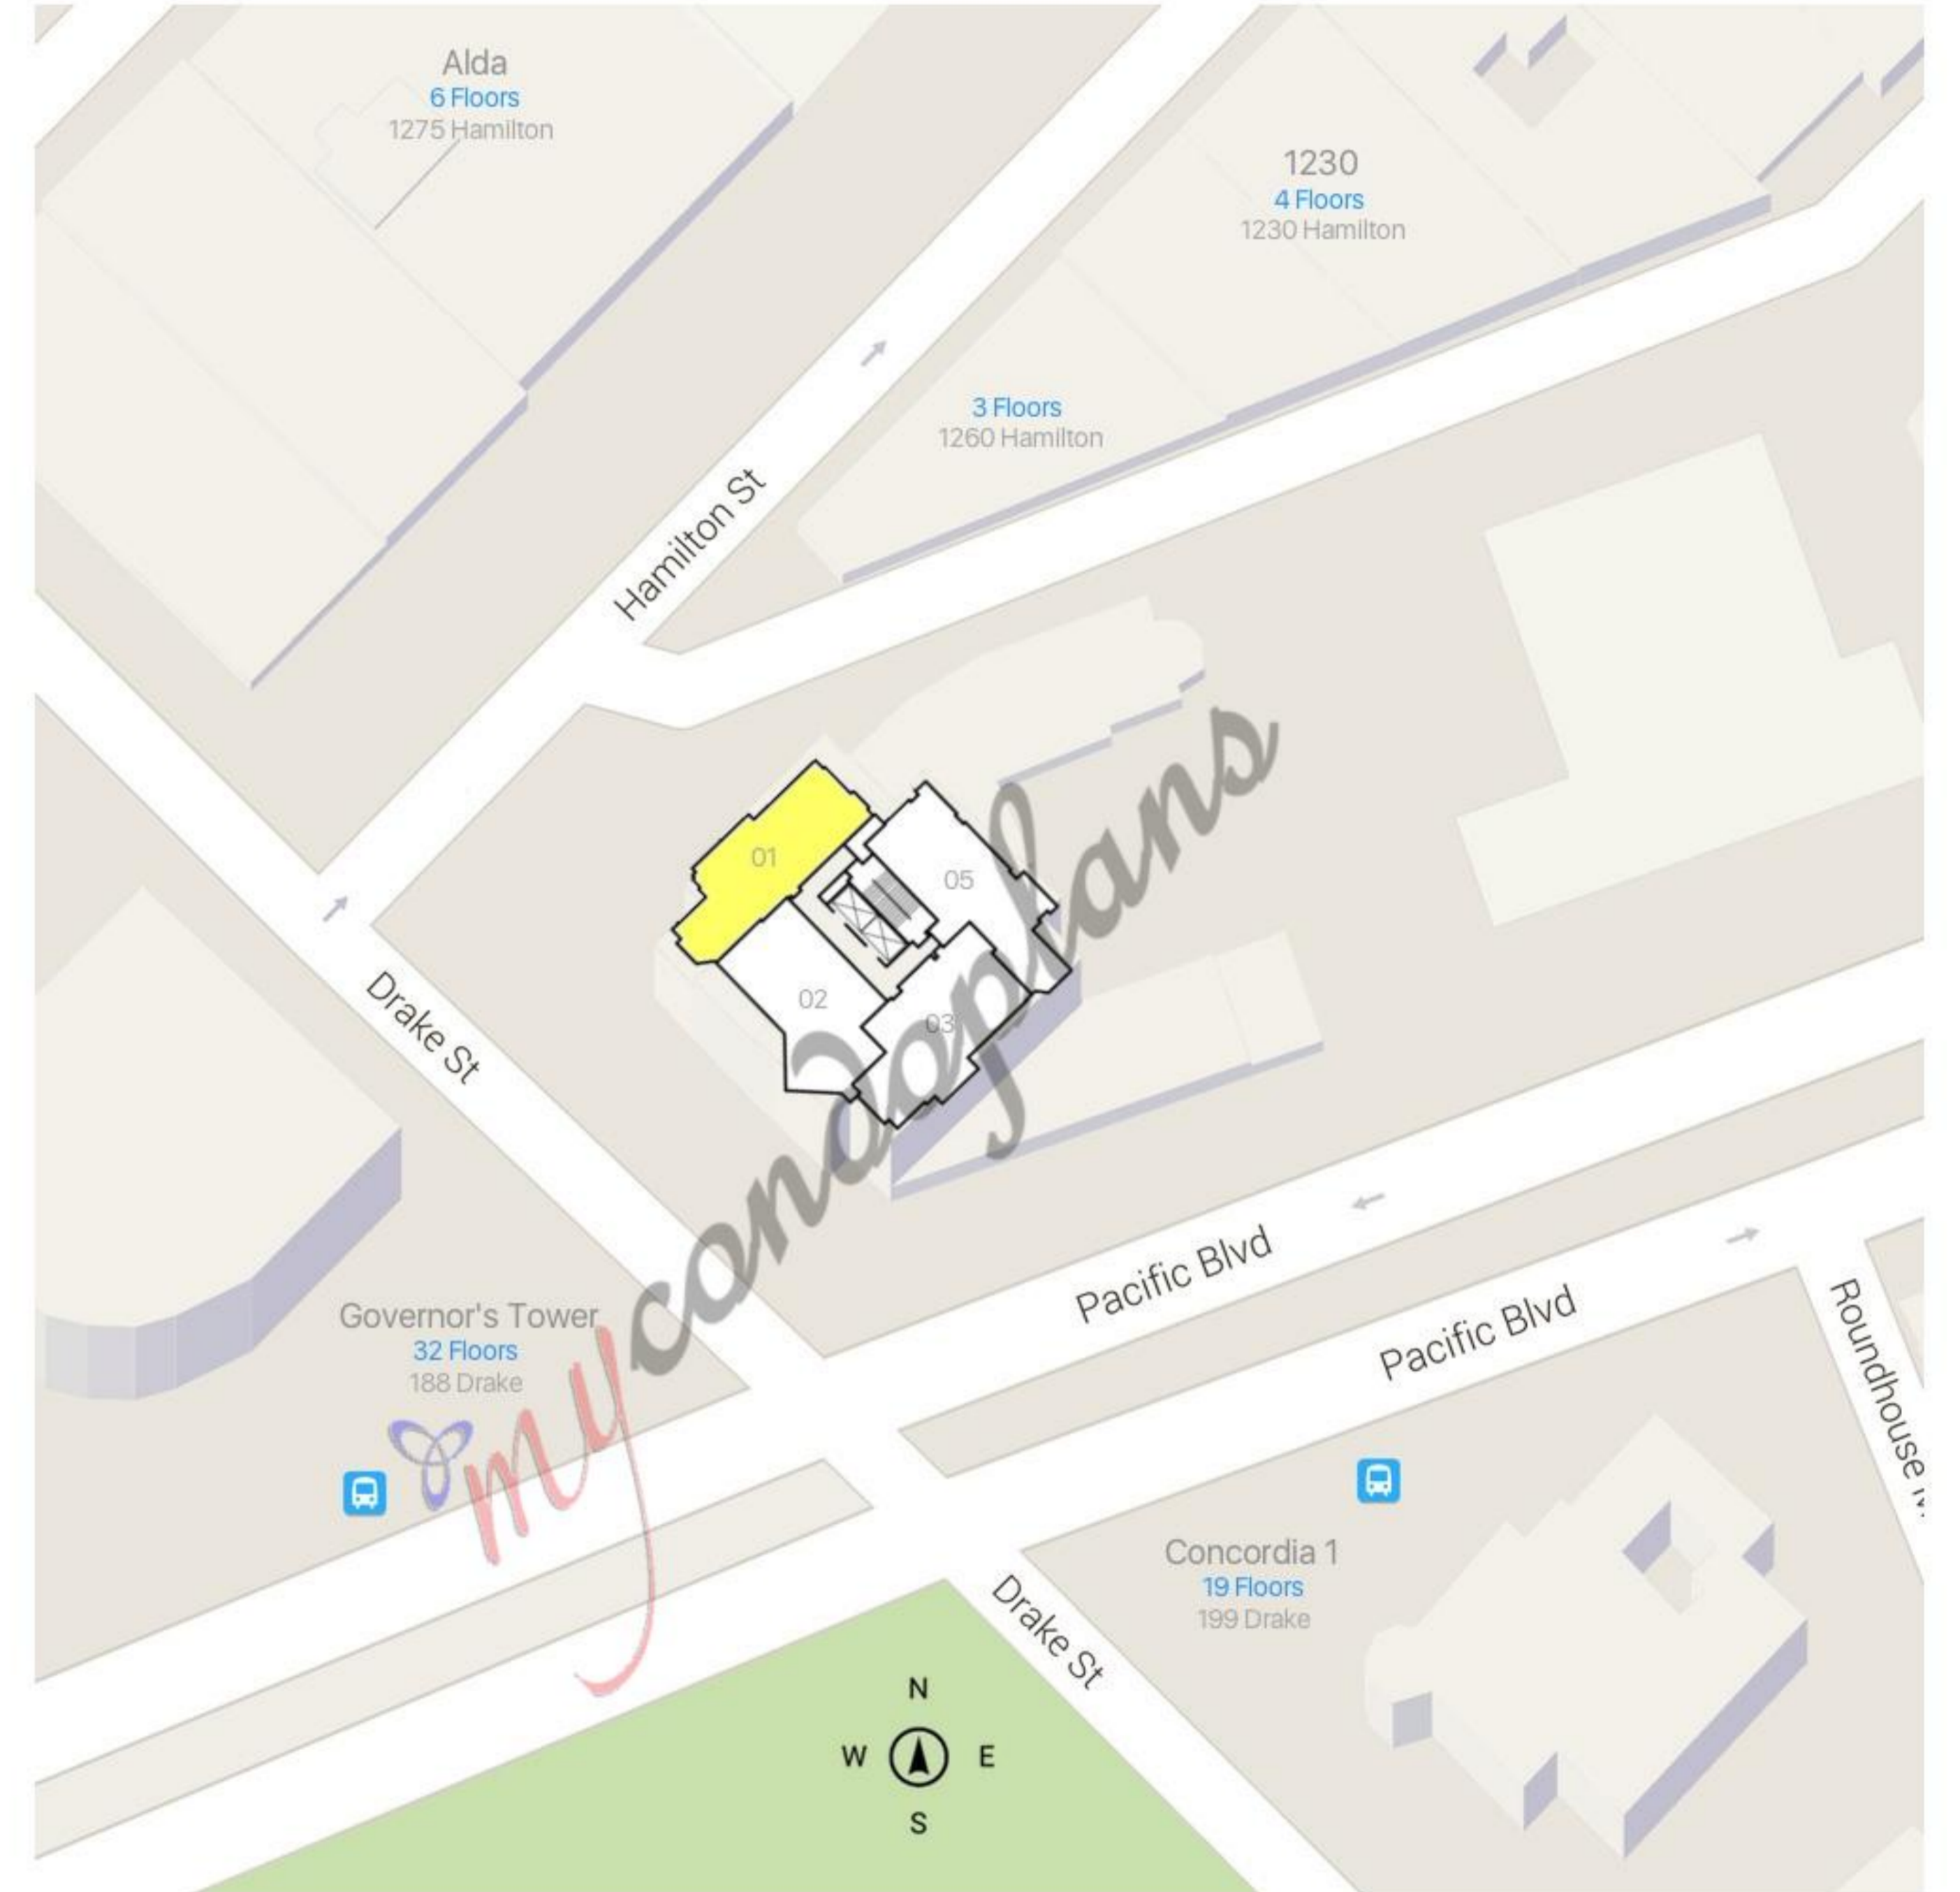 Alda
6 Floors
1275 Hamilton
1230
4 Floors
1230 Hamilton
3 Floors
1260 Hamilton
Hamilton St
01
05
02
03
Drake St
mycondoplans
Pacific Blvd
Pacific Blvd
Roundhouse
Governor's Tower
32 Floors
188 Drake
Concordia 1
19 Floors
199 Drake
Drake St
N
W E
S